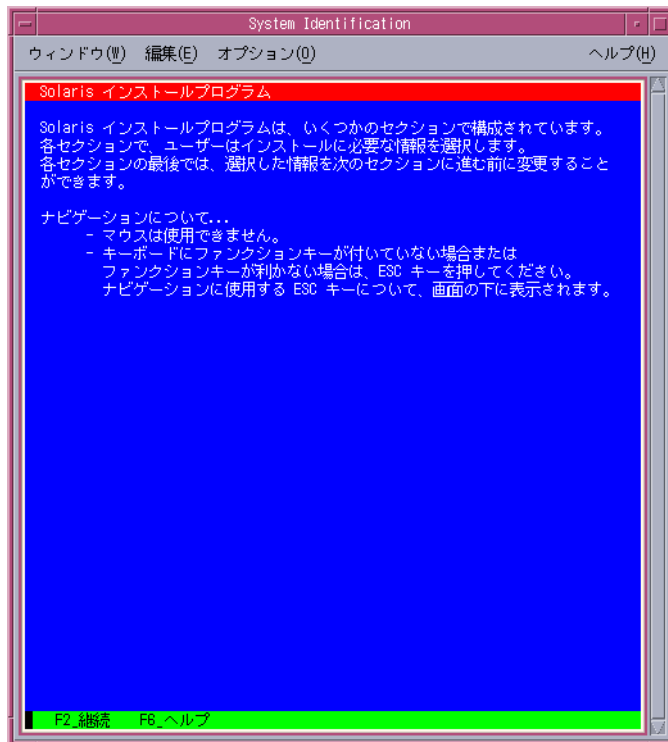 System Identification
ウィンドウ(W) 編集(E) オプション(O) ヘルプ(H)
Solaris インストールプログラム
Solaris インストールプログラムは、いくつかのセクションで構成されています。
各セクションで、ユーザーはインストールに必要な情報を選択します。
各セクションの最後では、選択した情報を次のセクションに進む前に変更すること
ができます。
ナビゲーションについて...
- マウスは使用できません。
- キーボードにファンクションキーが付いていない場合または
ファンクションキーが利かない場合は、ESC キーを押してください。
ナビゲーションに使用する ESC キーについて、画面の下に表示されます。
F2_継続 F6_ヘルプ